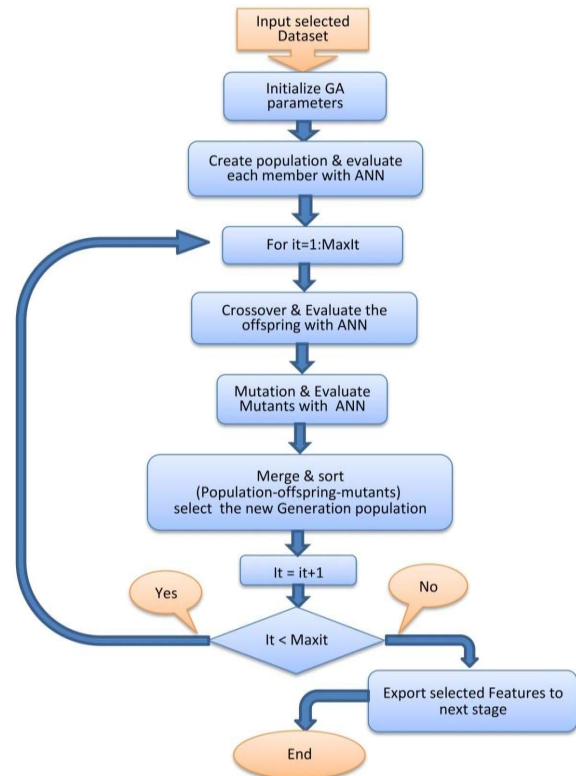 Input selected
Dataset
Initialize GA
parameters
Create population & evaluate
each member with ANN
For it=1:MaxIt
Crossover & Evaluate the
offspring with ANN
Mutation & Evaluate
Mutants with ANN
Merge & sort
(Population-offspring-mutants)
select the new Generation population
It = it+1
Yes
No
It < Maxit
Export selected Features to
next stage
End